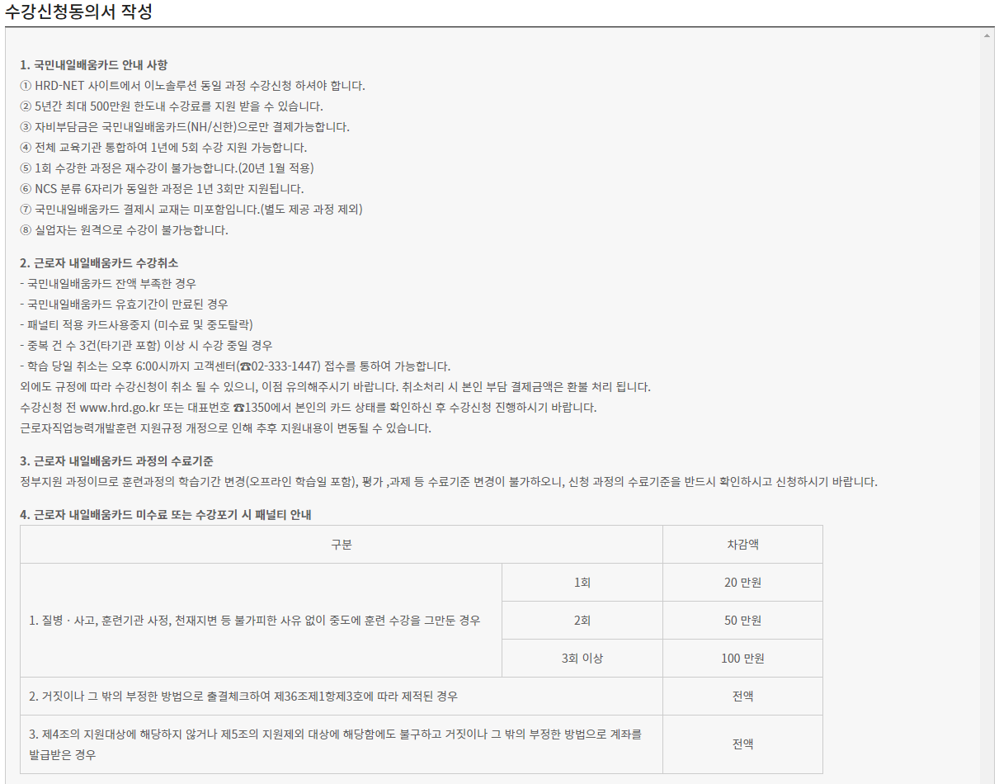 수강신청동의서 작성
1. 국민내일배움카드 안내 사항
① HRD-NET 사이트에서 이노솔루션 동일 과정 수강신청 하셔야 합니다.
② 5년간 최대 500만원 한도내 수강료를 지원 받을 수 있습니다.
③ 자비부담금은 국민내일배움카드(NH/신한)으로만 결제가능합니다.
④ 전체 교육기관 통합하여 1년에 5회 수강 지원 가능합니다.
⑤ 1회 수강한 과정은 재수강이 불가능합니다.(20년 1월 적용)
⑥ NCS 분류 6자리가 동일한 과정은 1년 3회만 지원됩니다.
⑦ 국민내일배움카드 결제시 교재는 미포함입니다.(별도 제공 과정 제외)
⑧ 실업자는 원격으로 수강이 불가능합니다.
2. 근로자 내일배움카드 수강취소
- 국민내일배움카드 잔액 부족한 경우
- 국민내일배움카드 유효기간이 만료된 경우
- 패널티 적용 카드사용중지 (미수료 및 중도탈락)
- 중복 건 수 3건(타기관 포함) 이상 시 수강 중일 경우
- 학습 당일 취소는 오후 6:00시까지 고객센터(☎02-333-1447) 접수를 통하여 가능합니다.
외에도 규정에 따라 수강신청이 취소 될 수 있으니, 이점 유의해주시기 바랍니다. 취소처리 시 본인 부담 결제금액은 환불 처리 됩니다.
수강신청 전 www.hrd.go.kr 또는 대표번호 ☎1350에서 본인의 카드 상태를 확인하신 후 수강신청 진행하시기 바랍니다.
근로자직업능력개발훈련 지원규정 개정으로 인해 추후 지원내용이 변동될 수 있습니다.
3. 근로자 내일배움카드 과정의 수료기준
정부지원 과정이므로 훈련과정의 학습기간 변경(오프라인 학습일 포함), 평가 ,과제 등 수료기준 변경이 불가하오니, 신청 과정의 수료기준을 반드시 확인하시고 신청하시기 바랍니다.
4. 근로자 내일배움카드 미수료 또는 수강포기 시 패널티 안내
구분 차감액
1. 질병 · 사고, 훈련기관 사정, 천재지변 등 불가피한 사유 없이 중도에 훈련 수강을 그만둔 경우
1회 20 만원
2회 50 만원
3회 이상 100 만원
2. 거짓이나 그 밖의 부정한 방법으로 출결체크하여 제36조제1항제3호에 따라 제적된 경우 전액
3. 제4조의 지원대상에 해당하지 않거나 제5조의 지원제외 대상에 해당함에도 불구하고 거짓이나 그 밖의 부정한 방법으로 계좌를
발급받은 경우
전액